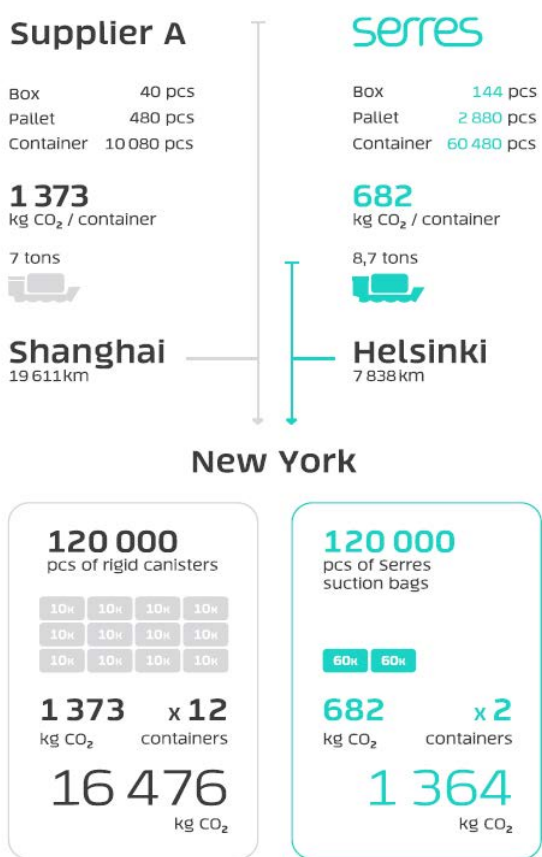 Supplier A
Box 40 pcs
Pallet 480 pcs
Container 10 080 pcs
1 373
kg CO₂ / container
7 tons
Shanghai
19 611 km
serres
Box 144 pcs
Pallet 2 880 pcs
Container 60 480 pcs
682
kg CO₂ / container
8,7 tons
Helsinki
7 838 km
New York
120 000
pcs of rigid canisters
10K 10K 10K 10K
10K 10K 10K 10K
10K 10K 10K 10K
1 373 x 12
kg CO₂ containers
16 476
kg CO₂
120 000
pcs of Serres
suction bags
60K 60K
682 x 2
kg CO₂ containers
1 364
kg CO₂